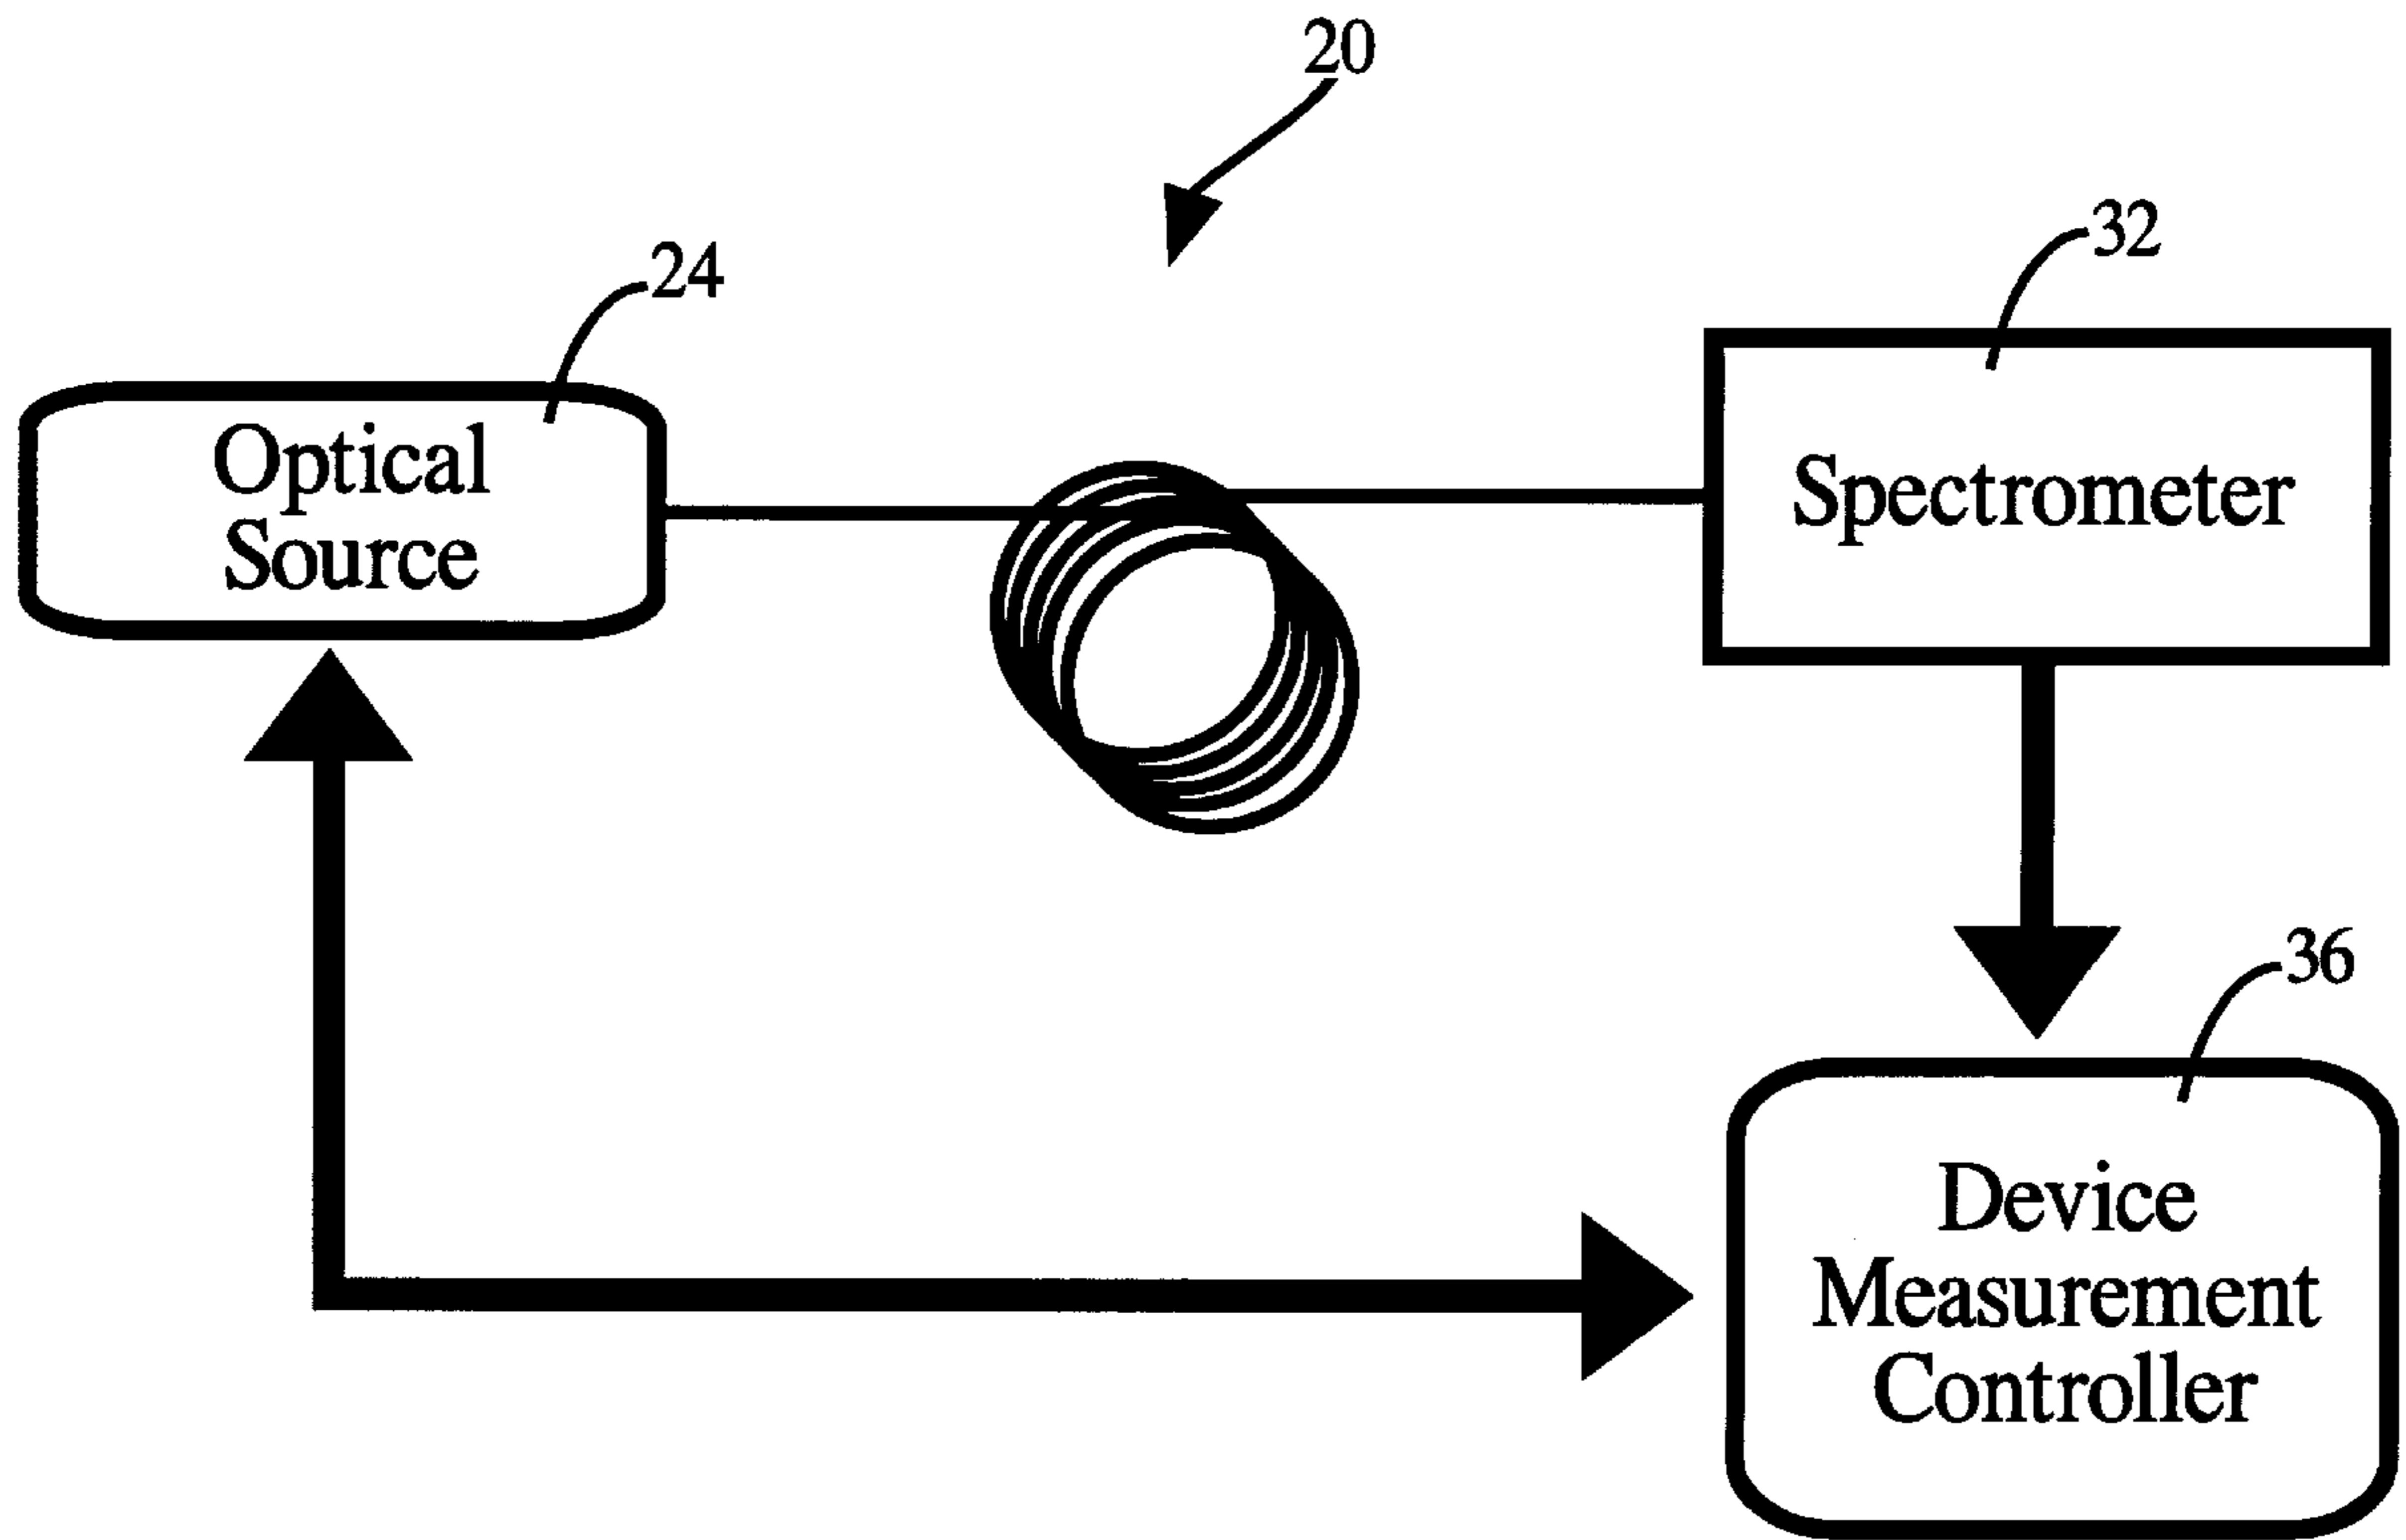 20
24
32
Optical
Source
Spectrometer
36
Device
Measurement
Controller